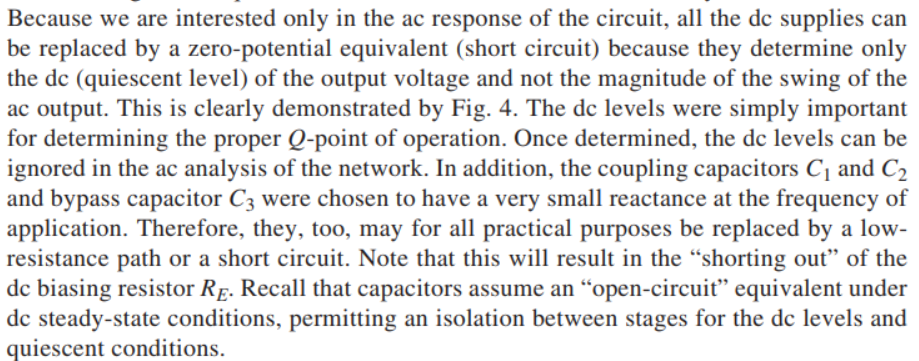 Because we are interested only in the ac response of the circuit, all the dc supplies can
be replaced by a zero-potential equivalent (short circuit) because they determine only
the dc (quiescent level) of the output voltage and not the magnitude of the swing of the
ac output. This is clearly demonstrated by Fig. 4. The dc levels were simply important
for determining the proper Q-point of operation. Once determined, the dc levels can be
ignored in the ac analysis of the network. In addition, the coupling capacitors C₁ and C₂
and bypass capacitor C₃ were chosen to have a very small reactance at the frequency of
application. Therefore, they, too, may for all practical purposes be replaced by a low-
resistance path or a short circuit. Note that this will result in the “shorting out” of the
dc biasing resistor R_E. Recall that capacitors assume an “open-circuit” equivalent under
dc steady-state conditions, permitting an isolation between stages for the dc levels and
quiescent conditions.